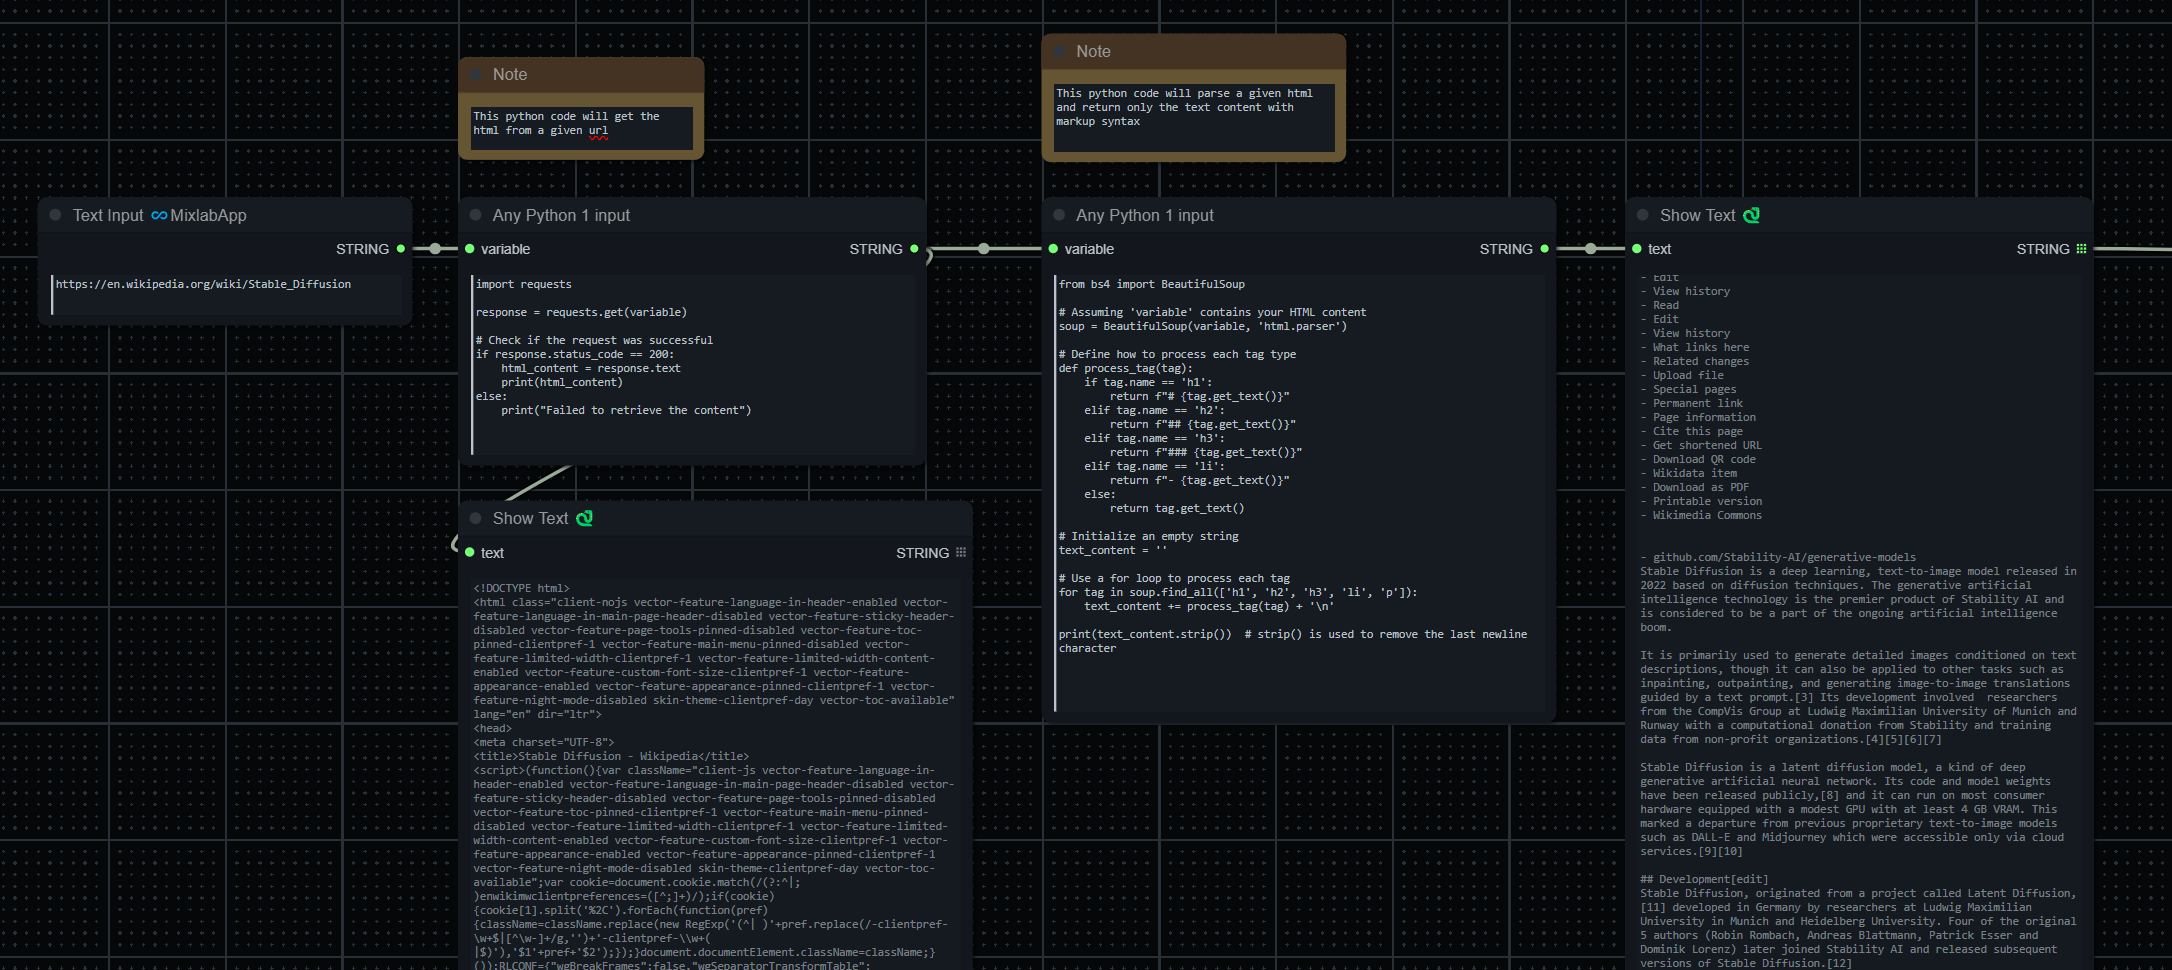 Note
This python code will get the
html from a given url
Note
This python code will parse a given html
and return only the text content with
markup syntax
Text Input ∞MixlabApp
STRING
https://en.wikipedia.org/wiki/Stable_Diffusion
Any Python 1 input
variable
STRING
import requests
response = requests.get(variable)
# Check if the request was successful
if response.status_code == 200:
    html_content = response.text
    print(html_content)
else:
    print("Failed to retrieve the content")
Show Text
text
STRING
<!DOCTYPE html>
<html class="client-nojs vector-feature-language-in-header-enabled vector-
feature-language-in-main-page-header-disabled vector-feature-sticky-header-
disabled vector-feature-page-tools-pinned-disabled vector-feature-toc-
pinned-clientpref-1 vector-feature-main-menu-pinned-disabled vector-
feature-limited-width-clientpref-1 vector-feature-limited-width-content-
enabled vector-feature-custom-font-size-clientpref-1 vector-feature-
appearance-enabled vector-feature-appearance-pinned-clientpref-1 vector-
feature-night-mode-disabled skin-theme-clientpref-day vector-toc-available"
lang="en" dir="ltr">
<head>
<meta charset="UTF-8">
<title>Stable Diffusion - Wikipedia</title>
<script>(function(){var className="client-js vector-feature-language-in-
header-enabled vector-feature-language-in-main-page-header-disabled vector-
feature-sticky-header-disabled vector-feature-page-tools-pinned-disabled
vector-feature-toc-pinned-clientpref-1 vector-feature-main-menu-pinned-
disabled vector-feature-limited-width-clientpref-1 vector-feature-limited-
width-content-enabled vector-feature-custom-font-size-clientpref-1 vector-
feature-appearance-enabled vector-feature-appearance-pinned-clientpref-1
vector-feature-night-mode-disabled skin-theme-clientpref-day vector-toc-
available";var cookie=document.cookie.match(/(?:^|;
)enwikimwclientpreferences=([^;]+)/);if(cookie)
{cookie[1].split('%2C').forEach(function(pref)
{className=className.replace(new RegExp('(^| )'+pref.replace(/-clientpref-
\w+$|[^\w-]+/g,'')+'-clientpref-\\w+(
|$)'),'$1'+pref+'$2');});}document.documentElement.className=className;}
());RLCONF={"wgBreakFrames":false,"wgSeparatorTransformTable":
Any Python 1 input
variable
STRING
from bs4 import BeautifulSoup
# Assuming 'variable' contains your HTML content
soup = BeautifulSoup(variable, 'html.parser')
# Define how to process each tag type
def process_tag(tag):
    if tag.name == 'h1':
        return f"# {tag.get_text()}"
    elif tag.name == 'h2':
        return f"## {tag.get_text()}"
    elif tag.name == 'h3':
        return f"### {tag.get_text()}"
    elif tag.name == 'li':
        return f"- {tag.get_text()}"
    else:
        return tag.get_text()
# Initialize an empty string
text_content = ''
# Use a for loop to process each tag
for tag in soup.find_all(['h1', 'h2', 'h3', 'li', 'p']):
    text_content += process_tag(tag) + '\n'
print(text_content.strip())  # strip() is used to remove the last newline
character
Show Text
text
STRING
- Edit
- View history
- Read
- Edit
- View history
- What links here
- Related changes
- Upload file
- Special pages
- Permanent link
- Page information
- Cite this page
- Get shortened URL
- Download QR code
- Wikidata item
- Download as PDF
- Printable version
- Wikimedia Commons
- github.com/Stability-AI/generative-models
Stable Diffusion is a deep learning, text-to-image model released in
2022 based on diffusion techniques. The generative artificial
intelligence technology is the premier product of Stability AI and
is considered to be a part of the ongoing artificial intelligence
boom.
It is primarily used to generate detailed images conditioned on text
descriptions, though it can also be applied to other tasks such as
inpainting, outpainting, and generating image-to-image translations
guided by a text prompt.[3] Its development involved  researchers
from the CompVis Group at Ludwig Maximilian University of Munich and
Runway with a computational donation from Stability and training
data from non-profit organizations.[4][5][6][7]
Stable Diffusion is a latent diffusion model, a kind of deep
generative artificial neural network. Its code and model weights
have been released publicly,[8] and it can run on most consumer
hardware equipped with a modest GPU with at least 4 GB VRAM. This
marked a departure from previous proprietary text-to-image models
such as DALL-E and Midjourney which were accessible only via cloud
services.[9][10]
## Development[edit]
Stable Diffusion, originated from a project called Latent Diffusion,
[11] developed in Germany by researchers at Ludwig Maximilian
University in Munich and Heidelberg University. Four of the original
5 authors (Robin Rombach, Andreas Blattmann, Patrick Esser and
Dominik Lorenz) later joined Stability AI and released subsequent
versions of Stable Diffusion.[12]